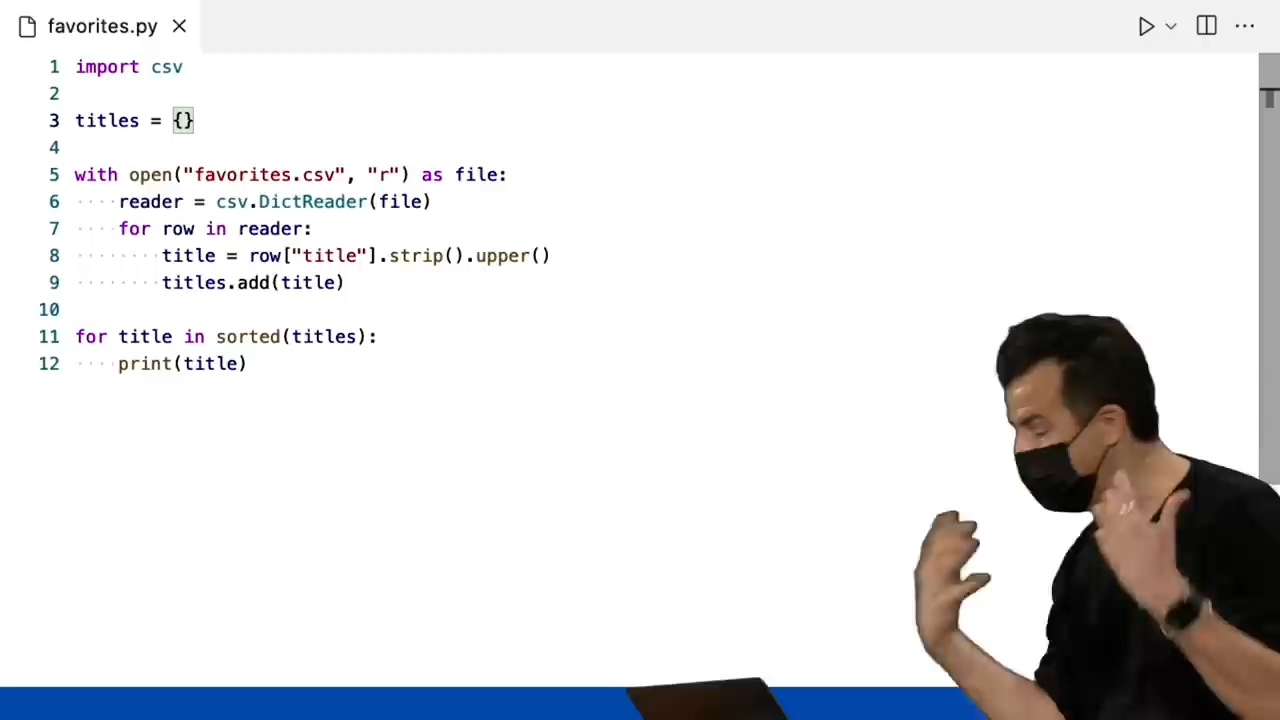 favorites.py
1 import csv
2
3 titles = {}
4
5 with open("favorites.csv", "r") as file:
6 reader = csv.DictReader(file)
7 for row in reader:
8 title = row["title"].strip().upper()
9 titles.add(title)
10
11 for title in sorted(titles):
12 print(title)